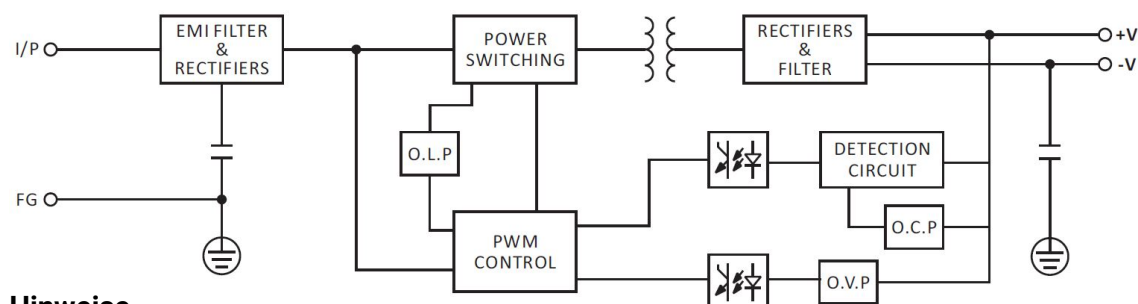 I/P
EMI FILTER
&
RECTIFIERS
POWER
SWITCHING
RECTIFIERS
&
FILTER
+V
-V
O.L.P
DETECTION
CIRCUIT
FG
PWM
CONTROL
O.C.P
O.V.P
Hinweise